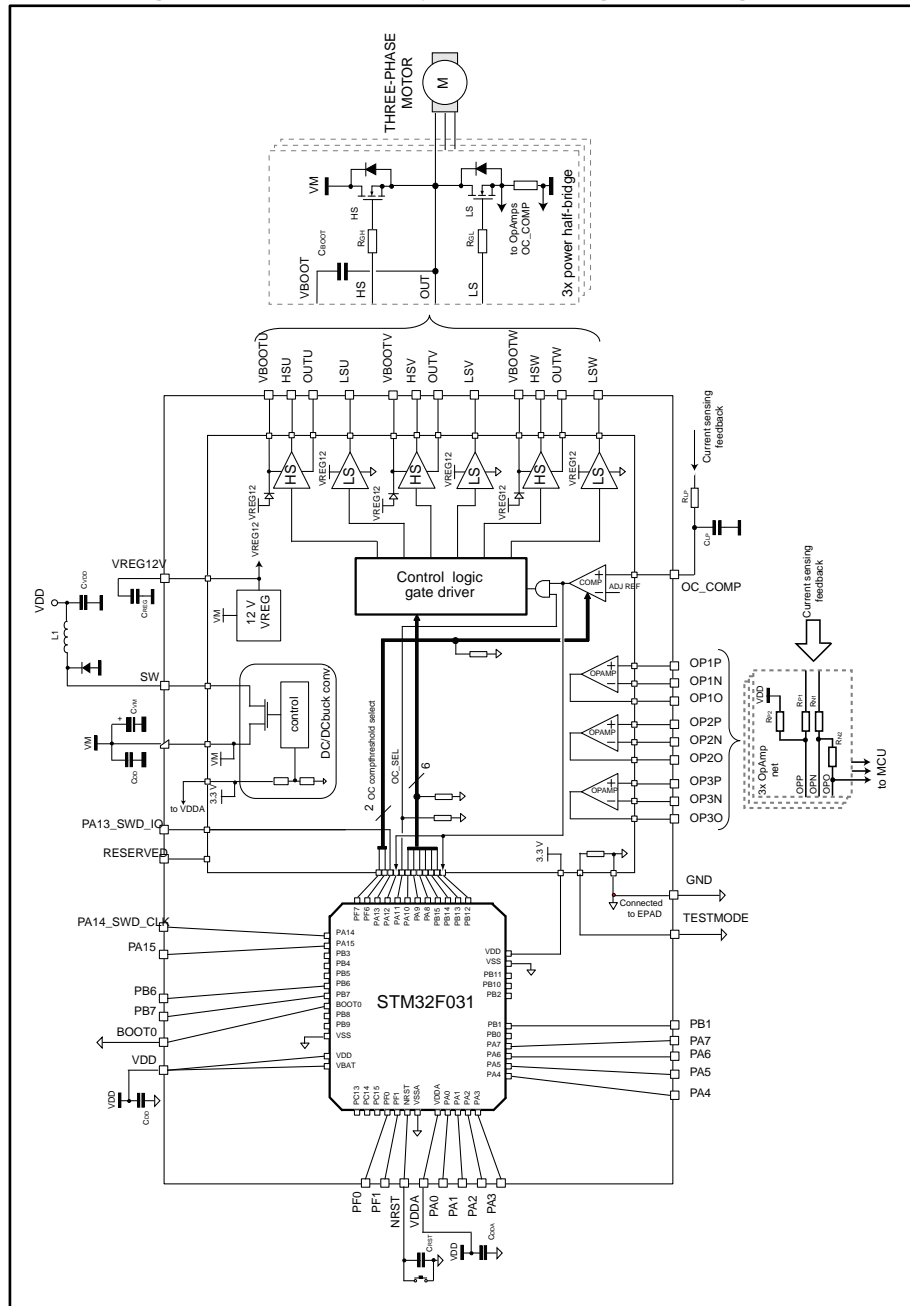 THREE-PHASE
MOTOR
M
VM
HS
HS
RGH
CBOOT
VBOOT
HS
OUT
LS
LS
RGL
LS
to OpAmps
OC_COMP
3x power half-bridge
VBOOTU
HSU
OUTU
LSU
VBOOTV
HSV
OUTV
LSV
VBOOTW
HSW
OUTW
LSW
VREG12
HS
VREG12
LS
VREG12
HS
VREG12
LS
VREG12
HS
VREG12
LS
Current sensing
feedback
RLP
CLP
OC_COMP
VREG12V
CREG
VREG12
VM
12 V
VREG
Control logic
gate driver
COMP
+
-
ADJ REF
VDD
CVDD
L1
SW
VM
+
CVM
CDD
VM
control
DC/DCbuck conv.
to VDDA
3.3 V
2
OC compthreshold select
OC_SEL
6
OPAMP
+
-
OPAMP
+
-
OPAMP
+
-
OP1P
OP1N
OP1O
OP2P
OP2N
OP2O
OP3P
OP3N
OP3O
Current sensing
feedback
VDD
RP2
RP1
RN1
RN2
3x OpAmp
net
OPP
OPN
OPO
to MCU
PA13_SWD_IO
RESERVED
3.3 V
Connected
to EPAD
GND
TESTMODE
PF7
PF6
PA13
PA12
PA11
PA10
PA9
PA8
PB15
PB14
PB13
PB12
PA14_SWD_CLK
PA15
PB6
PB7
BOOT0
VDD
VDD
CDD
PA14
PA15
PB3
PB4
PB5
PB6
PB7
BOOT0
PB8
PB9
VSS
VDD
VBAT
STM32F031
VDD
VSS
PB11
PB10
PB2
PB1
PB0
PA7
PA6
PA5
PA4
PB1
PA7
PA6
PA5
PA4
PC13
PC14
PC15
PF0
PF1
NRST
VSSA
VDDA
PA0
PA1
PA2
PA3
PF0
PF1
NRST
VDDA
PA0
PA1
PA2
PA3
CRST
VDD
CDDA